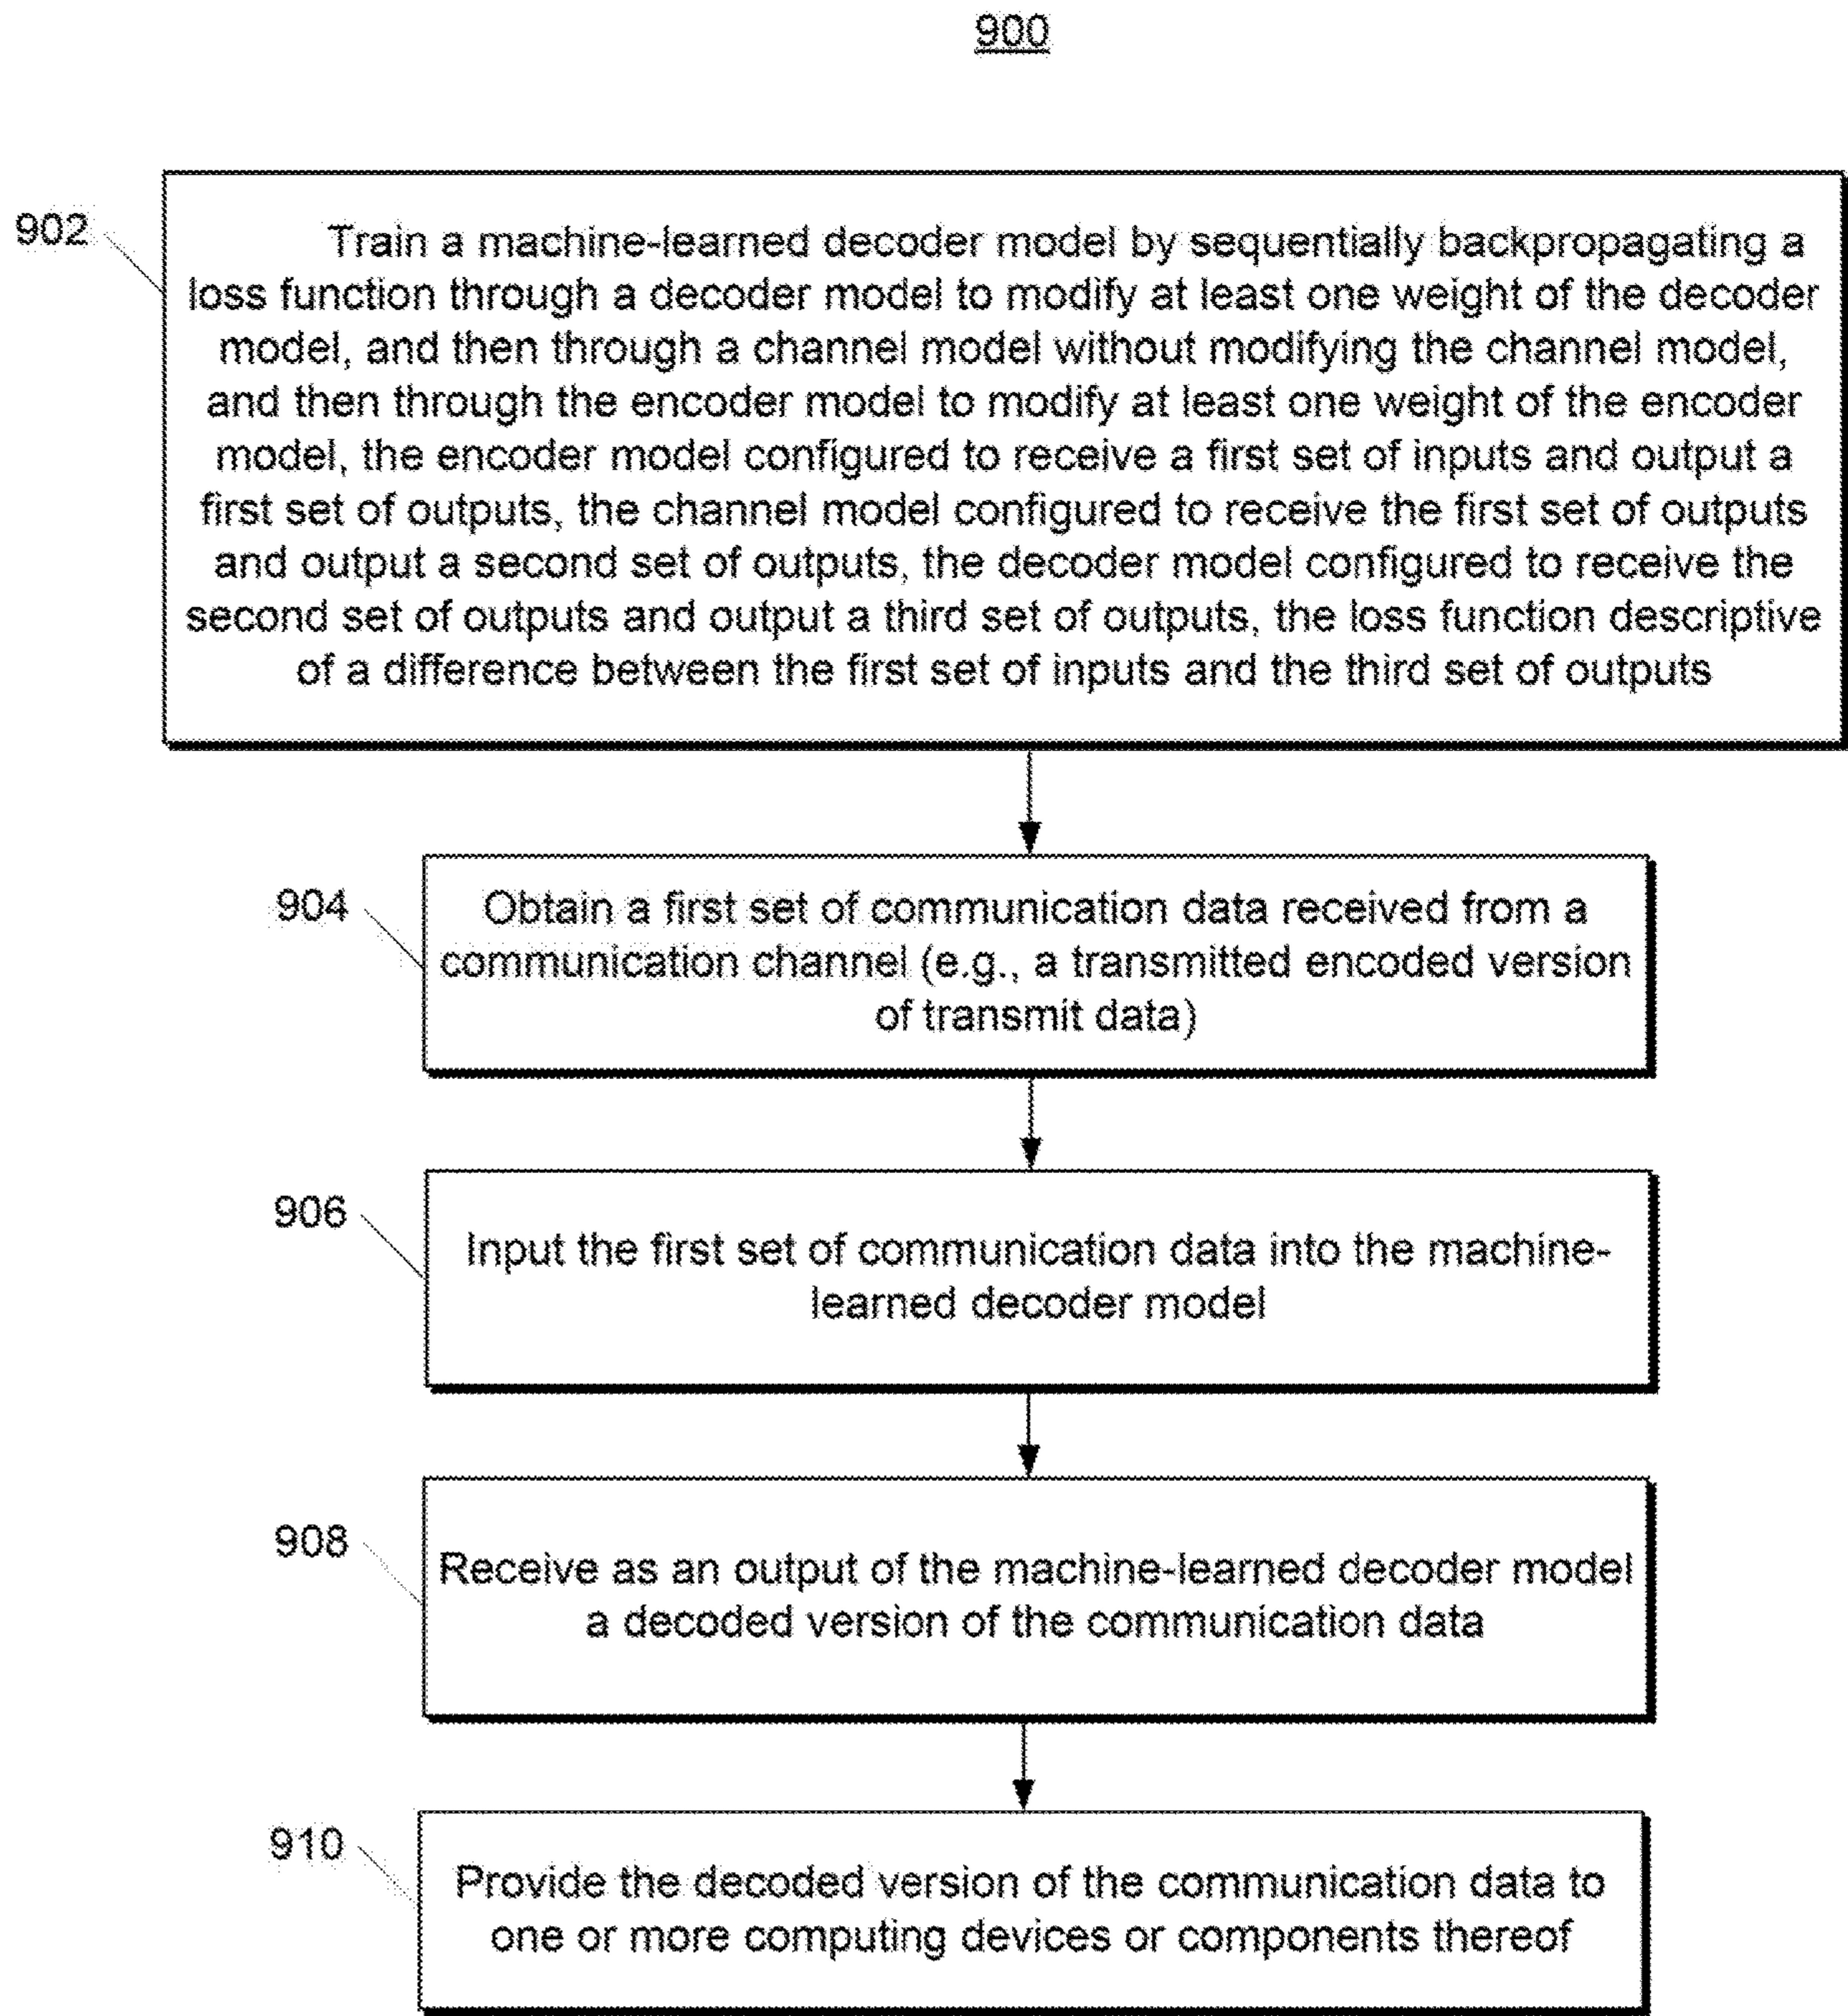 900
902
Train a machine-learned decoder model by sequentially backpropagating a
loss function through a decoder model to modify at least one weight of the decoder
model, and then through a channel model without modifying the channel model,
and then through the encoder model to modify at least one weight of the encoder
model, the encoder model configured to receive a first set of inputs and output a
first set of outputs, the channel model configured to receive the first set of outputs
and output a second set of outputs, the decoder model configured to receive the
second set of outputs and output a third set of outputs, the loss function descriptive
of a difference between the first set of inputs and the third set of outputs
904
Obtain a first set of communication data received from a
communication channel (e.g., a transmitted encoded version
of transmit data)
906
Input the first set of communication data into the machine-
learned decoder model
908
Receive as an output of the machine-learned decoder model
a decoded version of the communication data
910
Provide the decoded version of the communication data to
one or more computing devices or components thereof